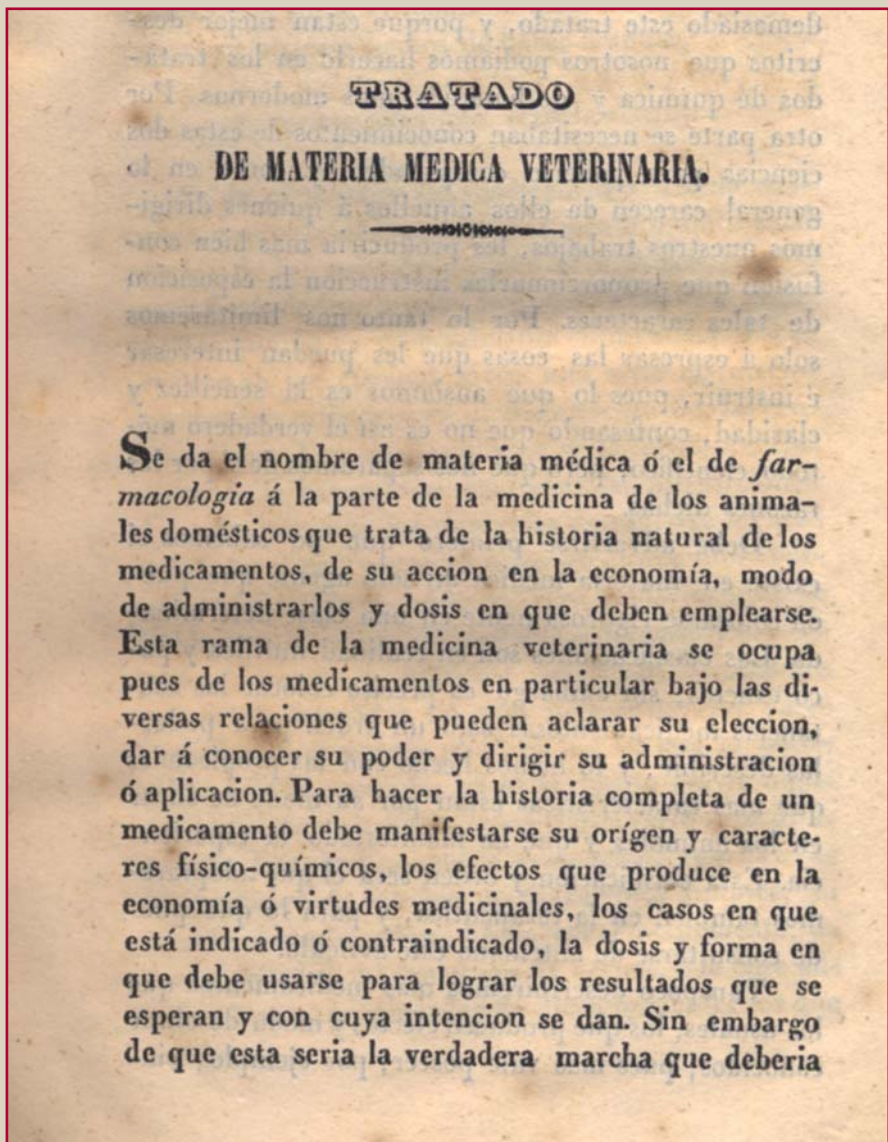 TRATADO
DE MATERIA MEDICA VETERINARIA.
Se da el nombre de materia médica ó el de far-
macologia á la parte de la medicina de los anima-
les domésticos que trata de la historia natural de los
medicamentos, de su accion en la economía, modo
de administrarlos y dosis en que deben emplearse.
Esta rama de la medicina veterinaria se ocupa
pues de los medicamentos en particular bajo las di-
versas relaciones que pueden aclarar su eleccion,
dar á conocer su poder y dirigir su administracion
ó aplicacion. Para hacer la historia completa de un
medicamento debe manifestarse su orígen y caracte-
res físico-químicos, los efectos que produce en la
economía ó virtudes medicinales, los casos en que
está indicado ó contraindicado, la dosis y forma en
que debe usarse para lograr los resultados que se
esperan y con cuya intencion se dan. Sin embargo
de que esta seria la verdadera marcha que deberia